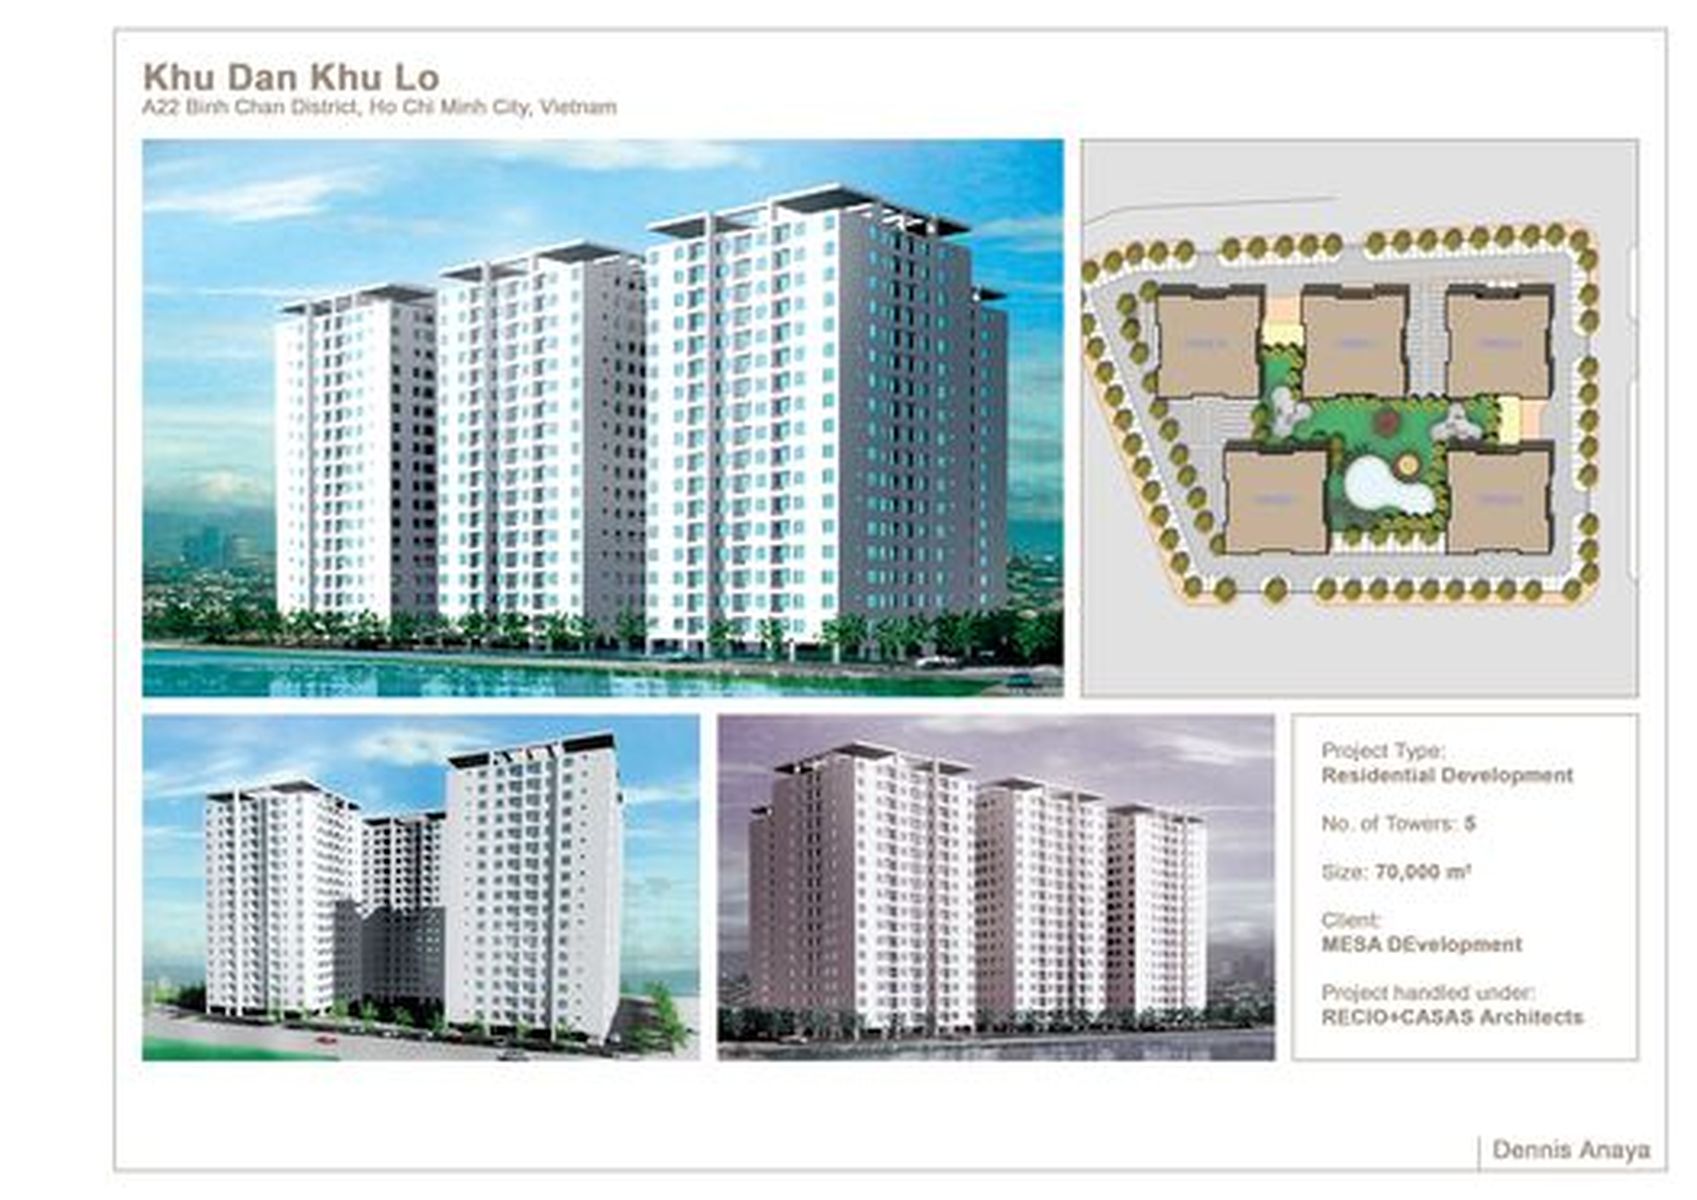 Khu Dan Khu Lo
A22 Binh Chan District, Ho Chi Minh City, Vietnam
Project Type:
Residential Development
No. of Towers: 5
Size: 70,000 m²
Client:
MESA DEvelopment
Project handled under:
RECIO+CASAS Architects
Dennis Anaya